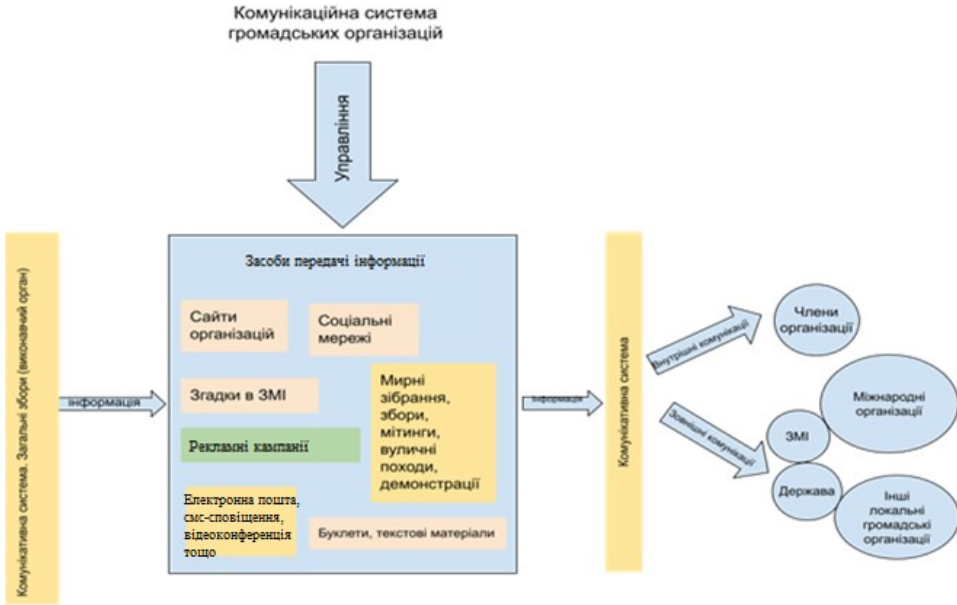 Комунікаційна система
громадських організацій
Управління
Комунікативна система. Загальні збори (виконавчий орган)
інформація
Засоби передачі інформації
Сайти
організацій
Соціальні
мережі
Згадки в ЗМІ
Рекламні кампанії
Мирні
зібрання,
збори,
мітинги,
вуличні
походи,
демонстрації
Електронна пошта,
смс-сповіщення,
відеоконференція
тощо
Буклети, текстові матеріали
інформація
Комунікативна система
Внутрішні комунікації
Зовнішні комунікації
Члени
організації
Міжнародні
організації
ЗМІ
Держава
Інші
локальні
громадські
організації